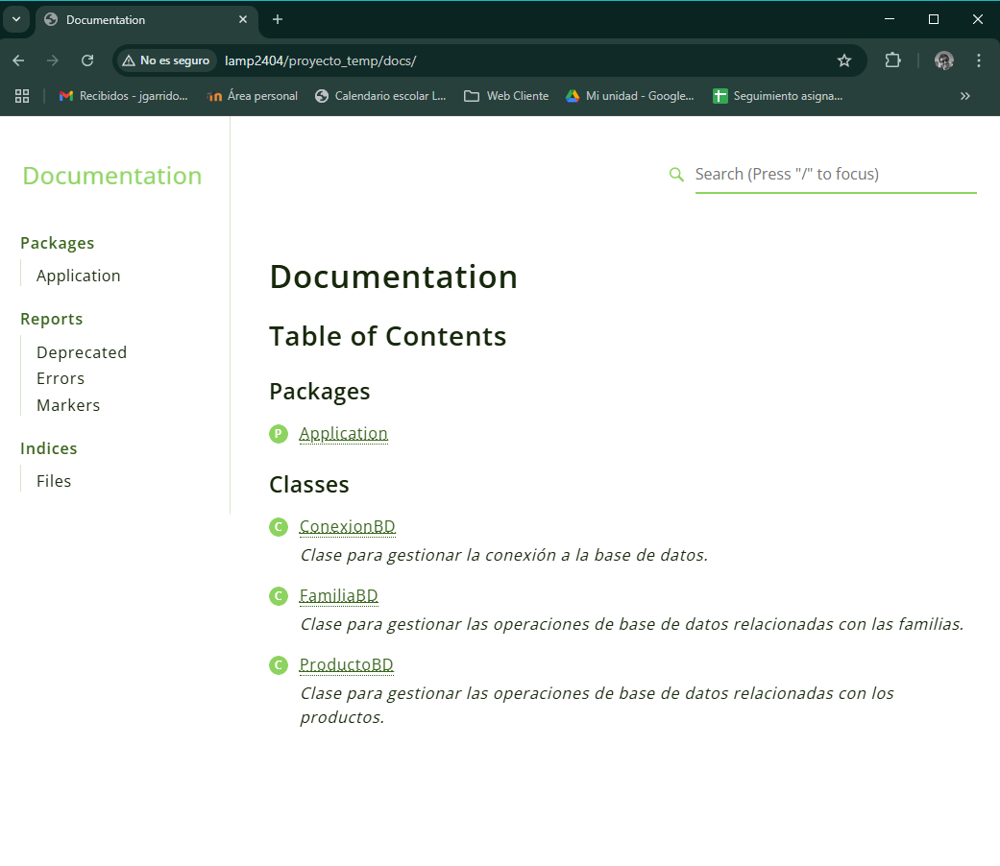 Documentation
No es seguro
lamp2404/proyecto_temp/docs/
Recibidos - jgarrido...
Área personal
Calendario escolar L...
Web Cliente
Mi unidad - Google...
Seguimiento asigna...
Documentation
Search (Press "/" to focus)
Packages
Application
Reports
Deprecated
Errors
Markers
Indices
Files
Documentation
Table of Contents
Packages
P Application
Classes
C ConexionBD
Clase para gestionar la conexión a la base de datos.
C FamiliaBD
Clase para gestionar las operaciones de base de datos relacionadas con las familias.
C ProductoBD
Clase para gestionar las operaciones de base de datos relacionadas con los
productos.